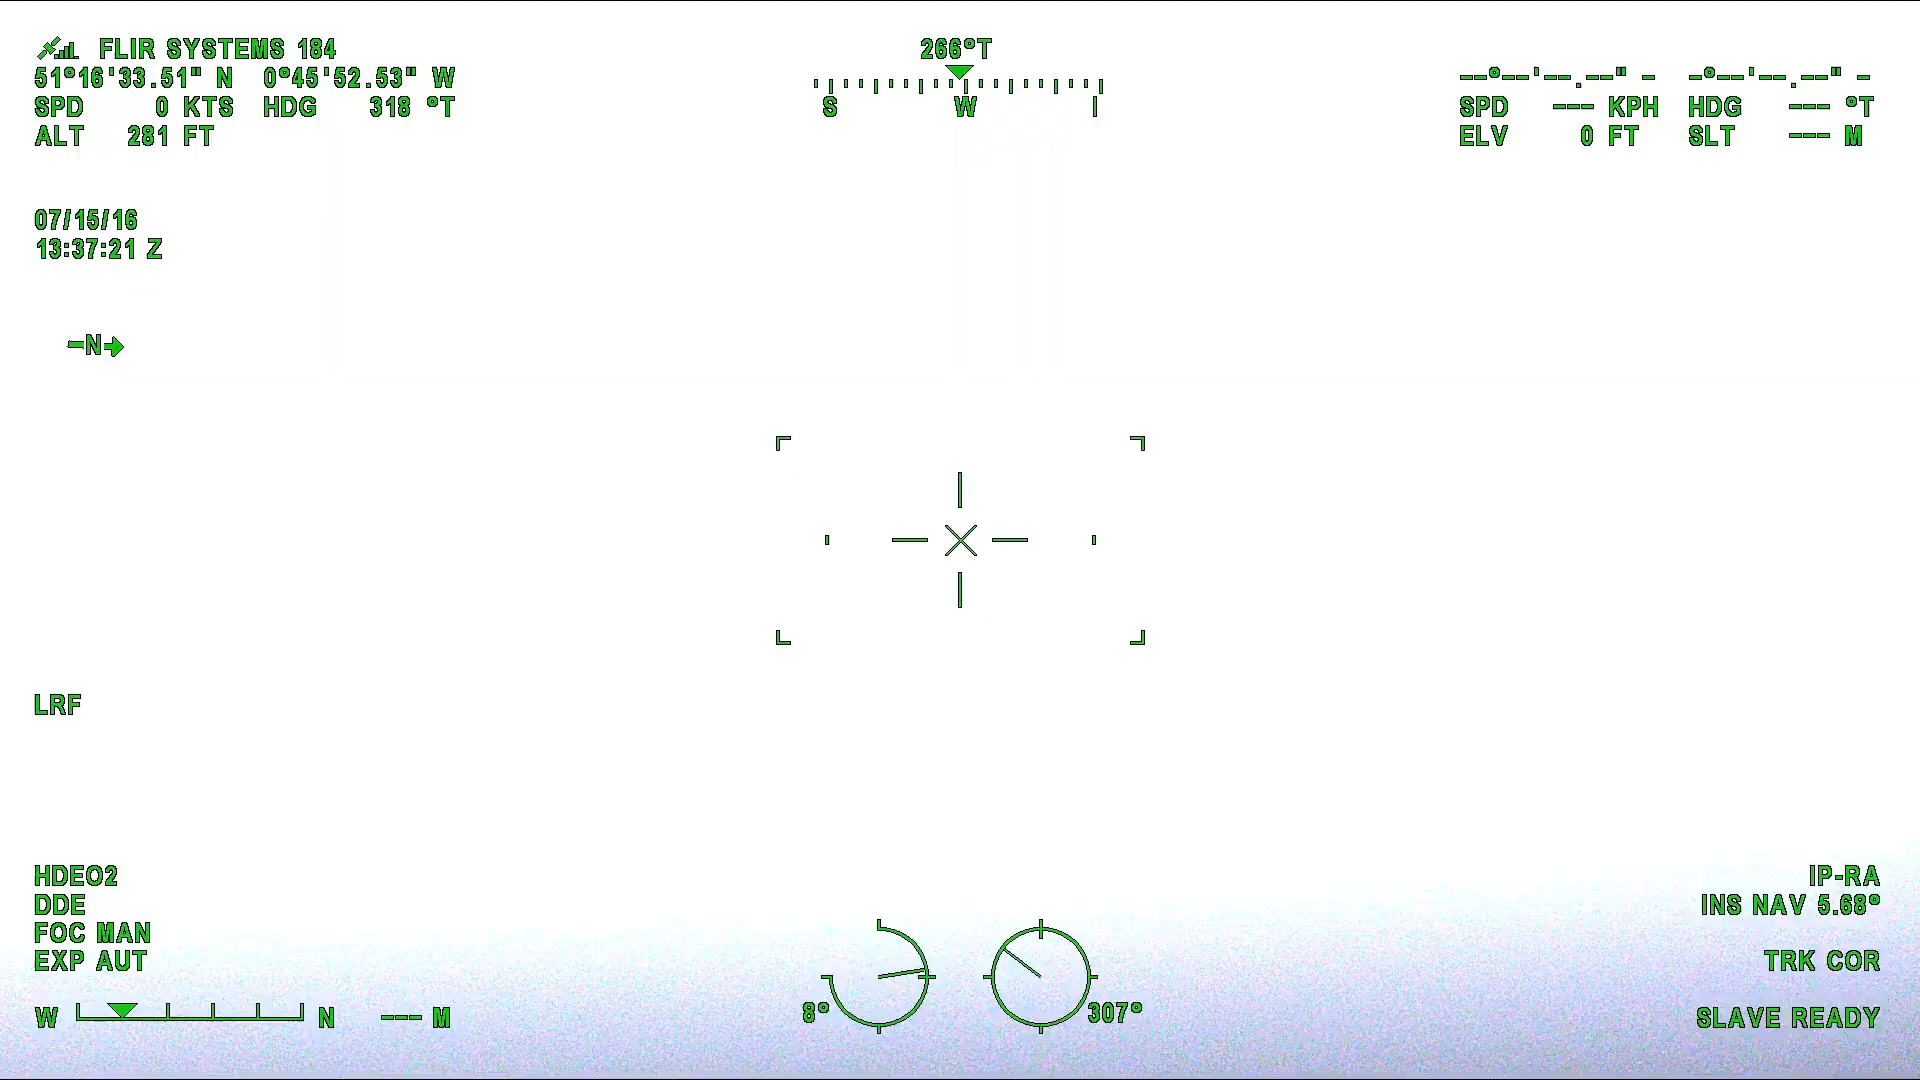 FLIR SYSTEMS 184
51°16'33.51" N 0°45'52.53" W
SPD 0 KTS HDG 318 °T
ALT 281 FT
07/15/16
13:37:21 Z
266°T
S W |
--°--'--.--" - -°--'--.--" -
SPD --- KPH HDG --- °T
ELV 0 FT SLT --- M
N
LRF
HDEO2
DDE
FOC MAN
EXP AUT
W N --- M
8° 307°
IP-RA
INS NAV 5.68°
TRK COR
SLAVE READY